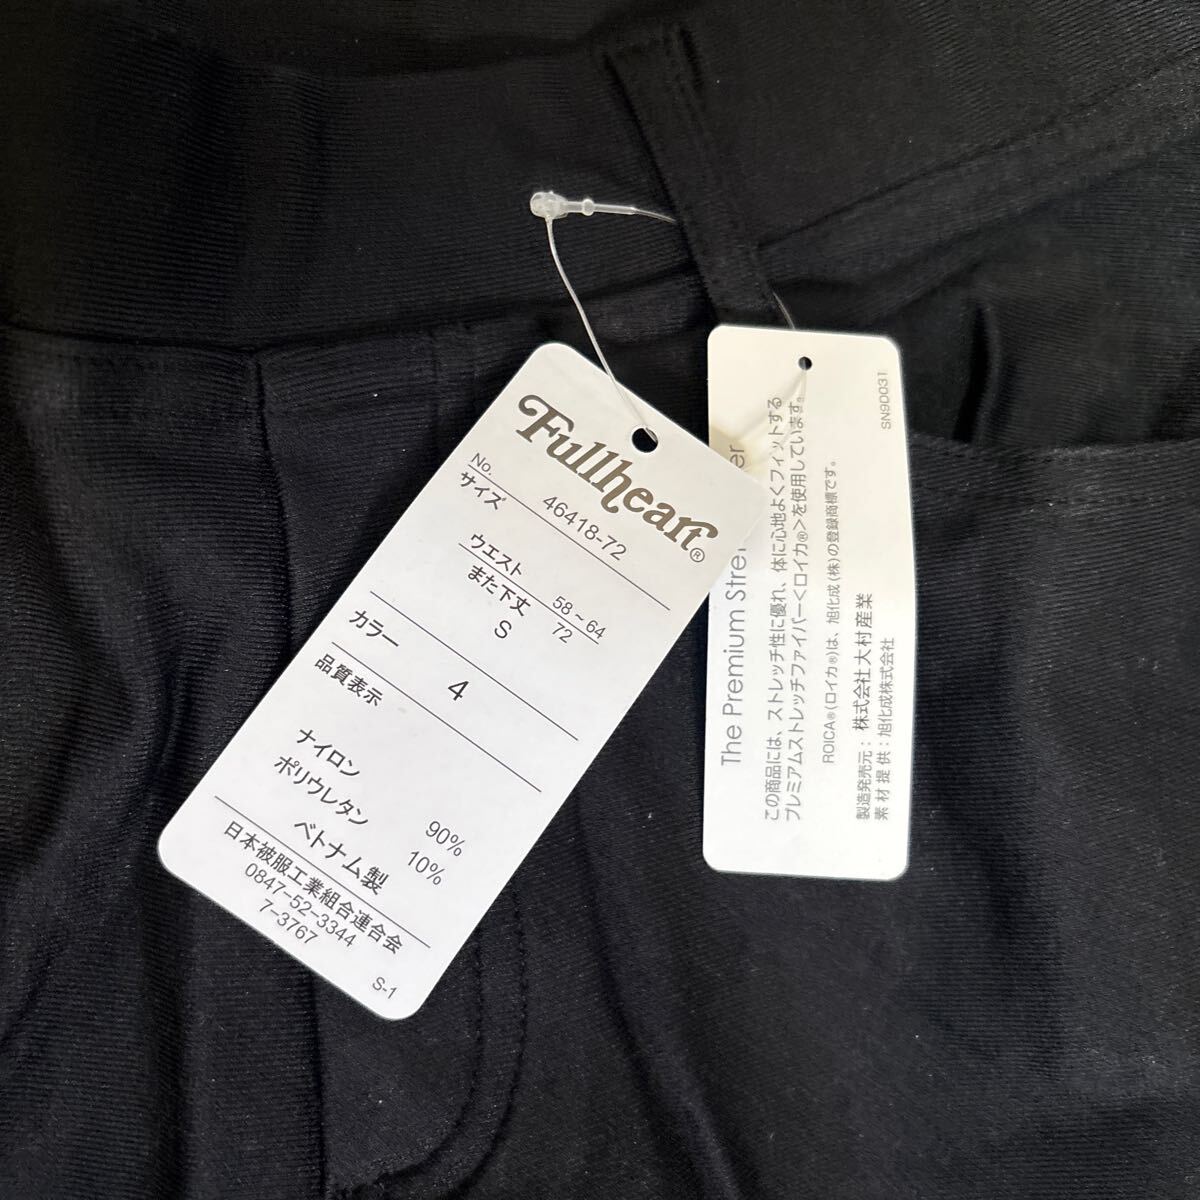 Fullheart®
No. 46418-72
サイズ
ウエスト 58～64
また下丈 72
S
カラー
4
品質表示
ナイロン 90%
ポリウレタン 10%
ベトナム製
日本被服工業組合連合会
0847-52-3344
7-3767
S-1
The Premium Stre
er
この商品には、ストレッチ性に優れ、体に心地よくフィットする
プレミアムストレッチファイバー<ロイカ®>を使用しています。
ROICA®(ロイカ®)は、旭化成(株)の登録商標です。
製造発売元：株式会社大村産業
素材提供：旭化成株式会社
SN90031